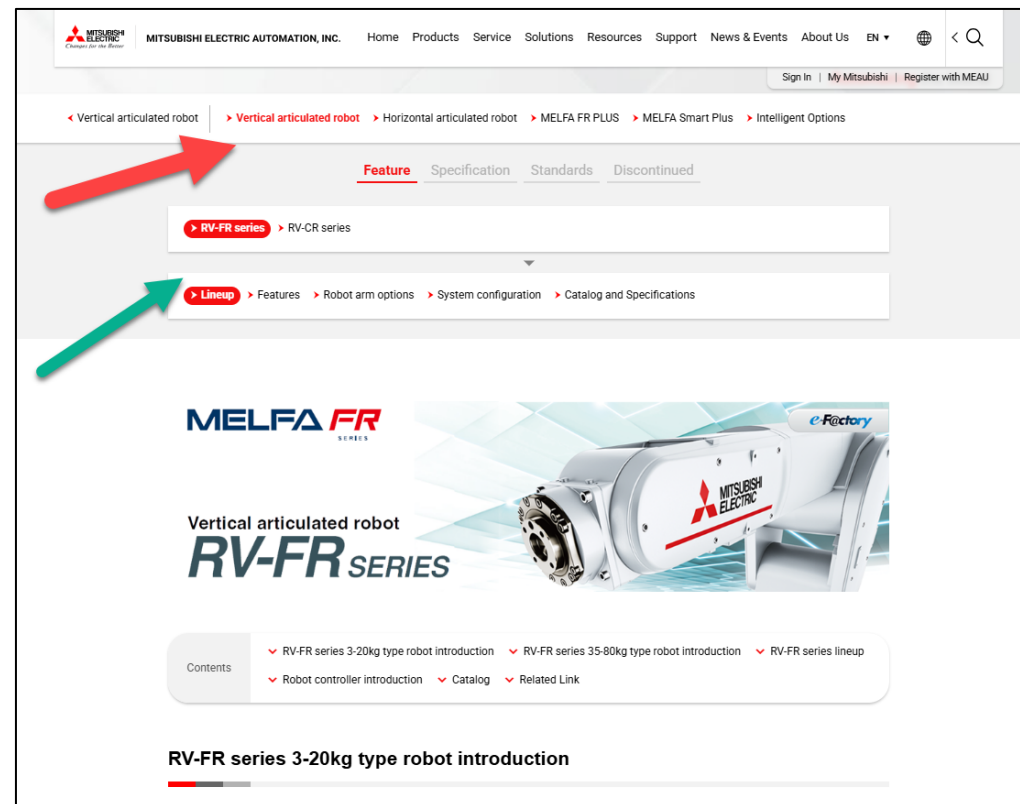 MITSUBISHI ELECTRIC
Changes for the Better
MITSUBISHI ELECTRIC AUTOMATION, INC.
Home Products Service Solutions Resources Support News & Events About Us EN
Sign In | My Mitsubishi | Register with MEAU
Vertical articulated robot
Vertical articulated robot Horizontal articulated robot MELFA FR PLUS MELFA Smart Plus Intelligent Options
Feature Specification Standards Discontinued
RV-FR series RV-CR series
Lineup Features Robot arm options System configuration Catalog and Specifications
MELFA FR
SERIES
e-F@ctory
MITSUBISHI
ELECTRIC
Vertical articulated robot
RV-FR SERIES
Contents
RV-FR series 3-20kg type robot introduction RV-FR series 35-80kg type robot introduction RV-FR series lineup
Robot controller introduction Catalog Related Link
RV-FR series 3-20kg type robot introduction